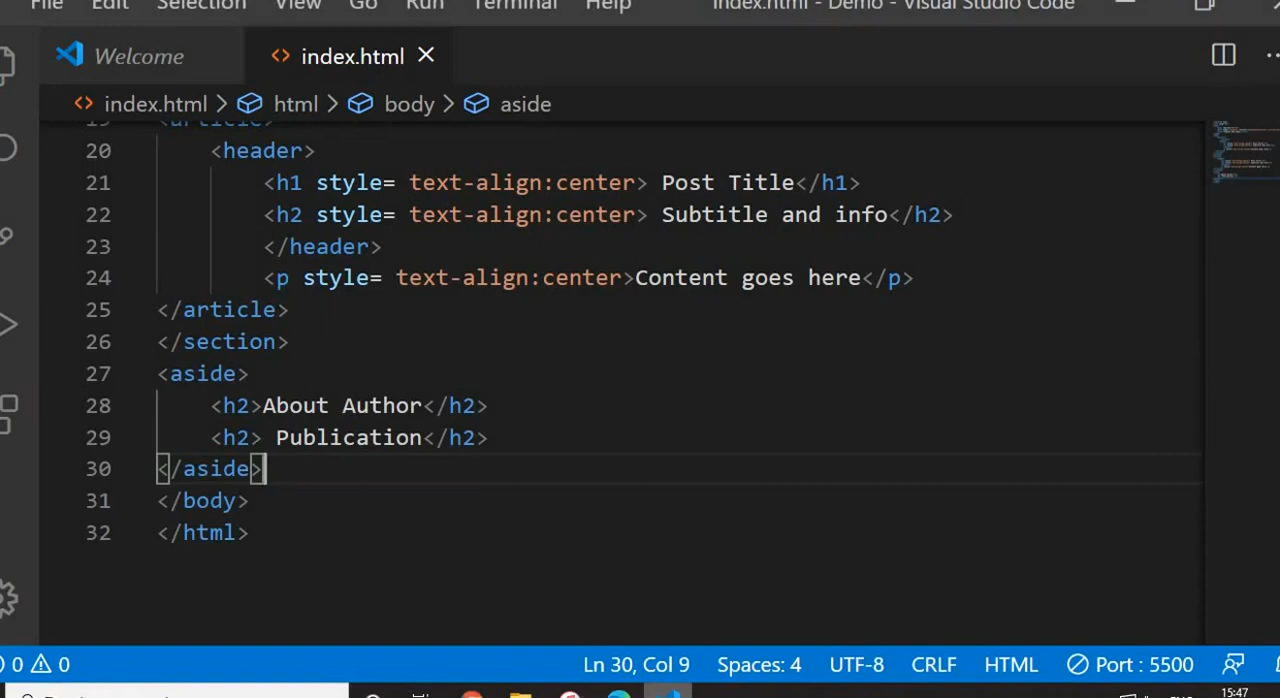 File Edit Selection View Go Run Terminal Help index.html - Demo - Visual Studio Code
Welcome index.html
index.html > html > body > aside
19 <article>
20 <header>
21 <h1 style= text-align:center> Post Title</h1>
22 <h2 style= text-align:center> Subtitle and info</h2>
23 </header>
24 <p style= text-align:center>Content goes here</p>
25 </article>
26 </section>
27 <aside>
28 <h2>About Author</h2>
29 <h2> Publication</h2>
30 </aside>
31 </body>
32 </html>
0 0 Ln 30, Col 9 Spaces: 4 UTF-8 CRLF HTML Port : 5500
15:47